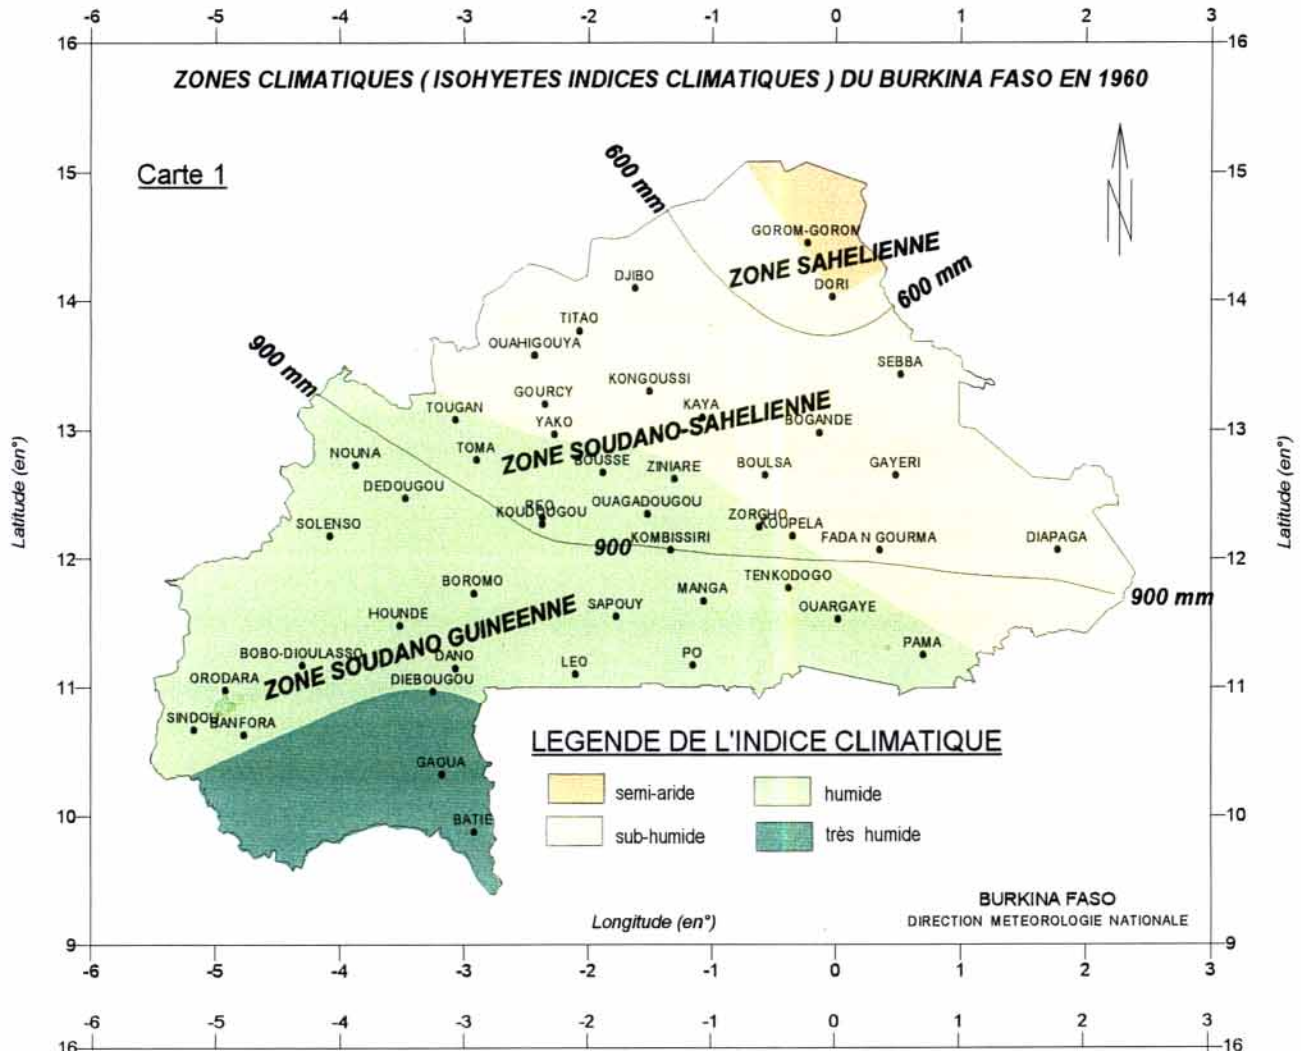 -6 -5 -4 -3 -2 -1 0 1 2 3
16 16
ZONES CLIMATIQUES ( ISOHYETES INDICES CLIMATIQUES ) DU BURKINA FASO EN 1960
Carte 1
600 mm
15 15
GOROM-GOROM
ZONE SAHELIENNE
DJIBO
DORI
600 mm
14 14
TITAO
OUAHIGOUYA
900 mm
SEBBA
KONGOUSSI
GOURCY
TOUGAN
KAYA
YAKO
BOGANDE
13 13
ZONE SOUDANO-SAHELIENNE
NOUNA
TOMA
BOUSSE
ZINIARE
BOULSA
GAYERI
DEDOUGOU
REO
KOUDOUGOU
OUAGADOUGOU
SOLENSO
ZORGHO
KOUPELA
KOMBISSIRI
FADA N GOURMA
DIAPAGA
900
12 12
Latitude (en°)
Latitude (en°)
BOROMO
TENKODOGO
MANGA
SAPOUY
OUARGAYE
900 mm
HOUNDE
ZONE SOUDANO GUINEENNE
PAMA
BOBO-DIOULASSO
DANO
LEO
PO
ORODARA
DIEBOUGOU
11 11
SINDOU
BANFORA
GAOUA
BATIE
LEGENDE DE L'INDICE CLIMATIQUE
semi-aride
humide
sub-humide
très humide
10 10
BURKINA FASO
DIRECTION METEOROLOGIE NATIONALE
Longitude (en°)
9 9
-6 -5 -4 -3 -2 -1 0 1 2 3
-6 -5 -4 -3 -2 -1 0 1 2 3
16 16